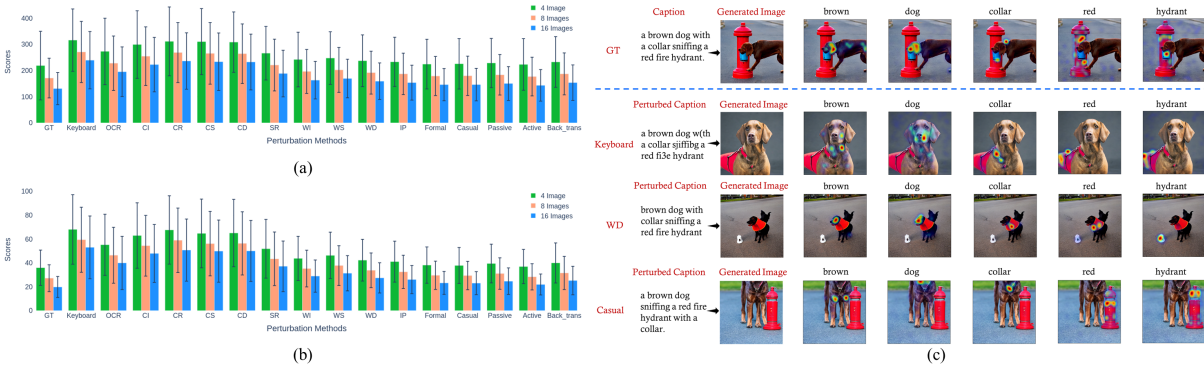 4 Image
8 Images
16 Images
Scores
400
300
200
100
0
GT Keyboard OCR CI CR CS CD SR WI WS WD IP Formal Casual Passive Active Back_trans
Perturbation Methods
(a)
4 Image
8 Images
16 Images
Scores
100
80
60
40
20
0
GT Keyboard OCR CI CR CS CD SR WI WS WD IP Formal Casual Passive Active Back_trans
Perturbation Methods
(b)
Caption Generated Image brown dog collar red hydrant
GT
a brown dog with
a collar sniffing a
red fire hydrant.
Perturbed Caption Generated Image brown dog collar red hydrant
Keyboard
a brown dog w(th
a collar sjiffibg a
red fi3e hydrant
Perturbed Caption Generated Image brown dog collar red hydrant
WD
brown dog with
collar sniffing a
red fire hydrant
Perturbed Caption Generated Image brown dog collar red hydrant
Casual
a brown dog
sniffing a red fire
hydrant with a
collar.
(c)